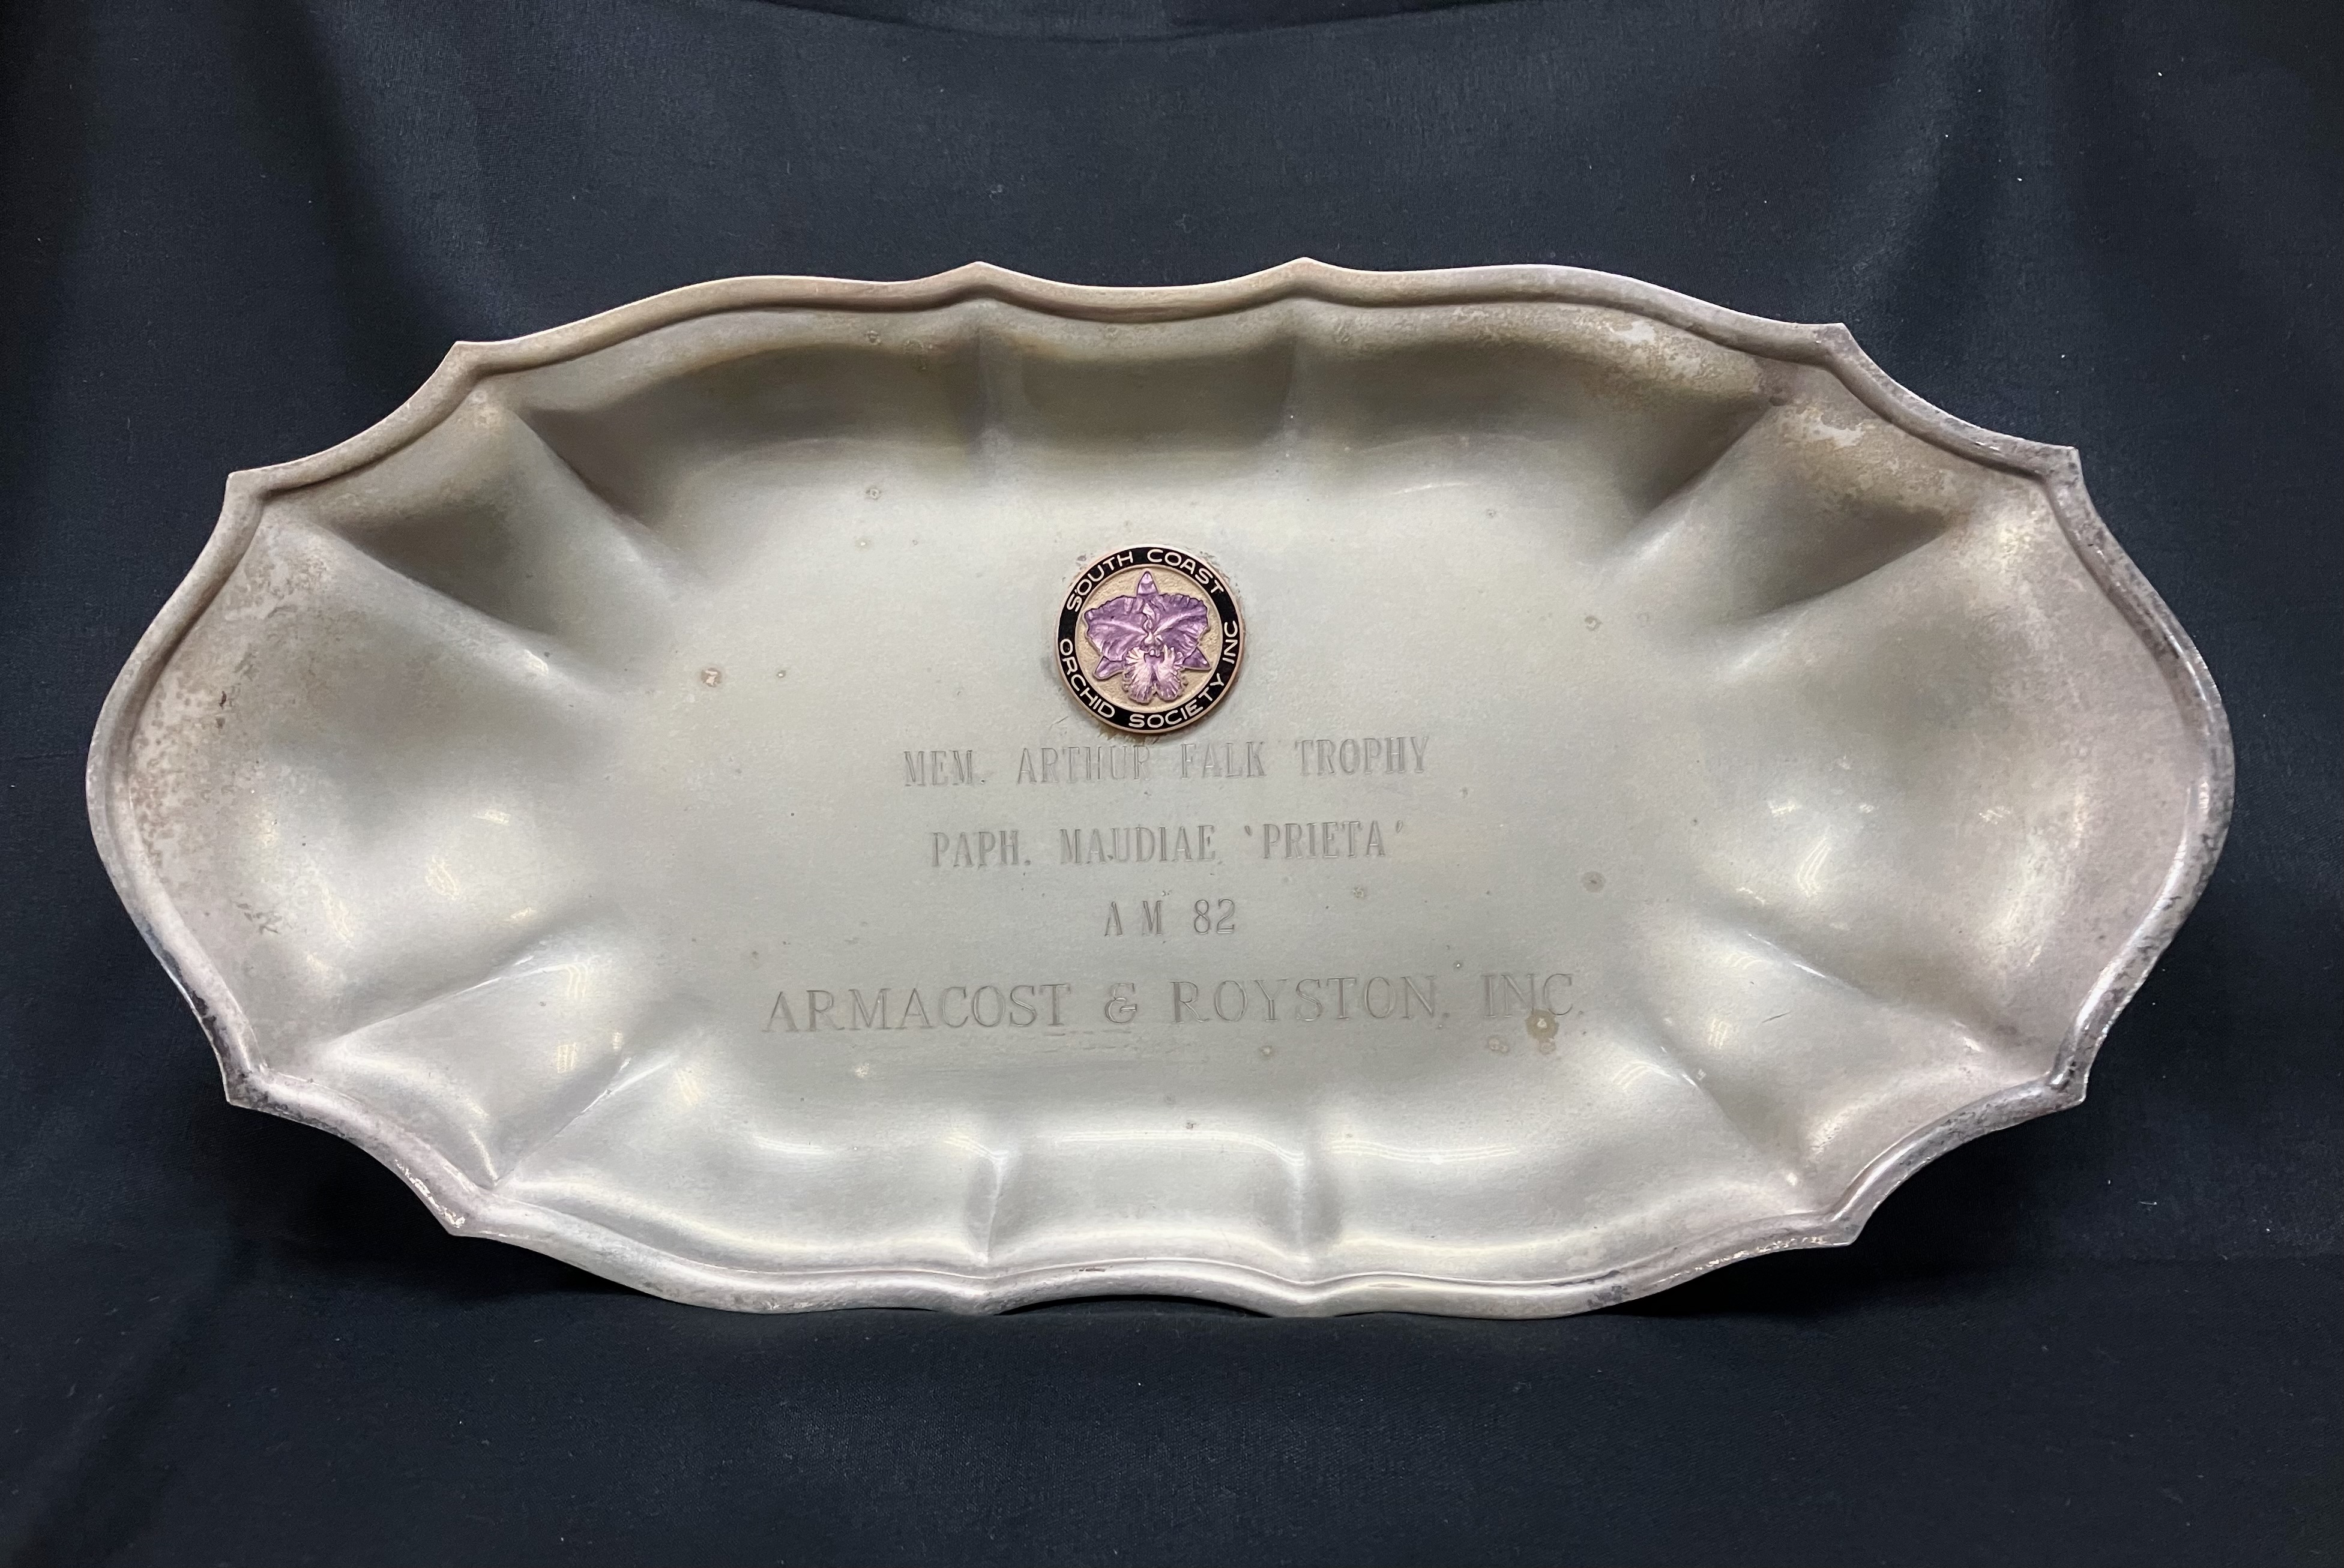 SOUTH COAST
ORCHID SOCIETY INC
MEM. ARTHUR FALK TROPHY
PAPH. MAUDIAE 'PRIETA'
AM 82
ARMACOST & ROYSTON, INC.